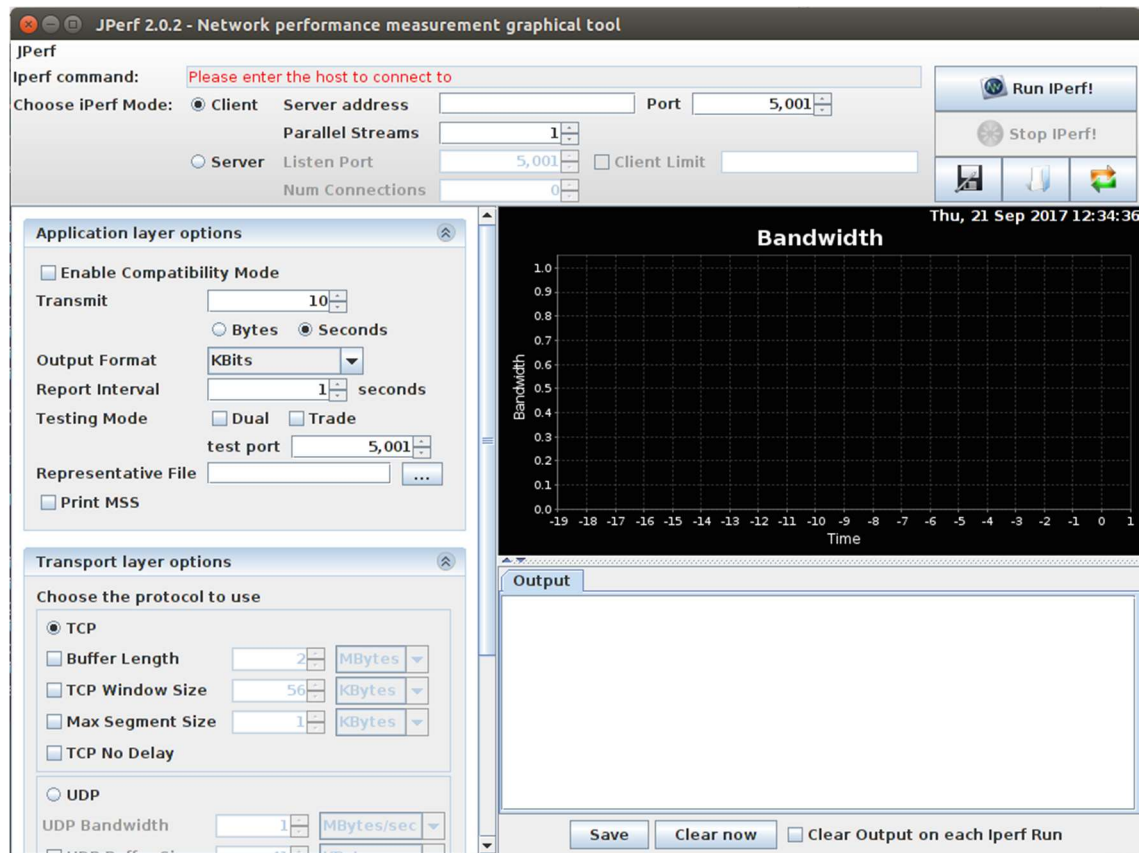 JPerf 2.0.2 - Network performance measurement graphical tool
JPerf
Iperf command: Please enter the host to connect to
Run IPerf!
Choose iPerf Mode: Client Server address Port 5,001
Parallel Streams 1
Stop IPerf!
Server Listen Port 5,001 Client Limit
Num Connections 0
Application layer options
Enable Compatibility Mode
Transmit 10
Bytes Seconds
Output Format KBits
Report Interval 1 seconds
Testing Mode Dual Trade
test port 5,001
Representative File ...
Print MSS
Transport layer options
Choose the protocol to use
TCP
Buffer Length 2 MBytes
TCP Window Size 56 KBytes
Max Segment Size 1 KBytes
TCP No Delay
UDP
UDP Bandwidth 1 MBytes/sec
Thu, 21 Sep 2017 12:34:36
Bandwidth
1.0
0.9
0.8
0.7
0.6
0.5
0.4
0.3
0.2
0.1
0.0
Bandwidth
-19 -18 -17 -16 -15 -14 -13 -12 -11 -10 -9 -8 -7 -6 -5 -4 -3 -2 -1 0 1
Time
Output
Save Clear now Clear Output on each Iperf Run